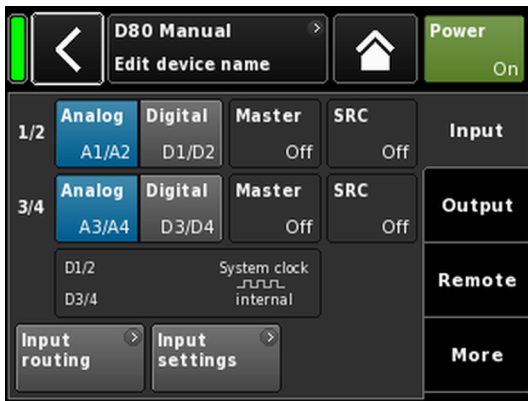 D80 Manual
Edit device name
Power
On
1/2
Analog
A1/A2
Digital
D1/D2
Master
Off
SRC
Off
Input
3/4
Analog
A3/A4
Digital
D3/D4
Master
Off
SRC
Off
Output
D1/2
System clock
D3/4
internal
Remote
Input
routing
Input
settings
More